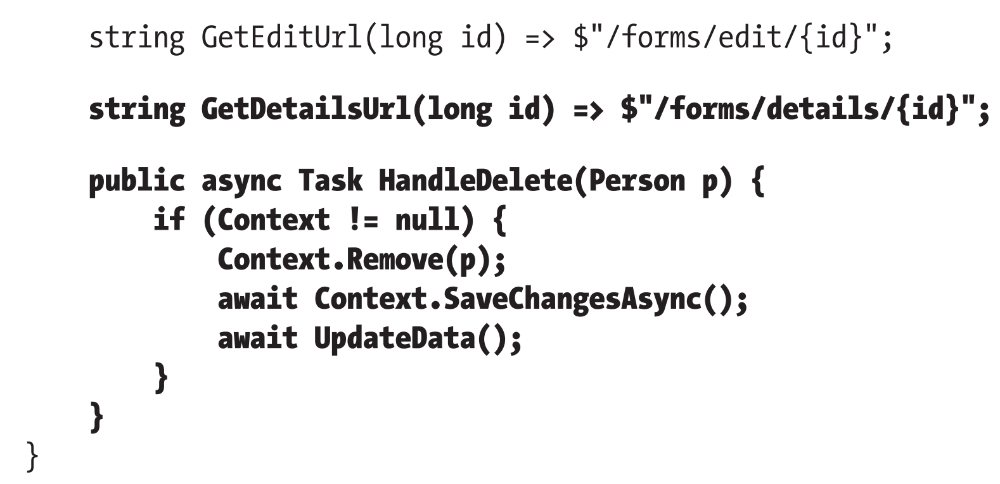 string GetEditUrl(long id) => $"/forms/edit/{id}";
string GetDetailsUrl(long id) => $"/forms/details/{id}";
public async Task HandleDelete(Person p) {
if (Context != null) {
Context.Remove(p);
await Context.SaveChangesAsync();
await UpdateData();
}
}
}